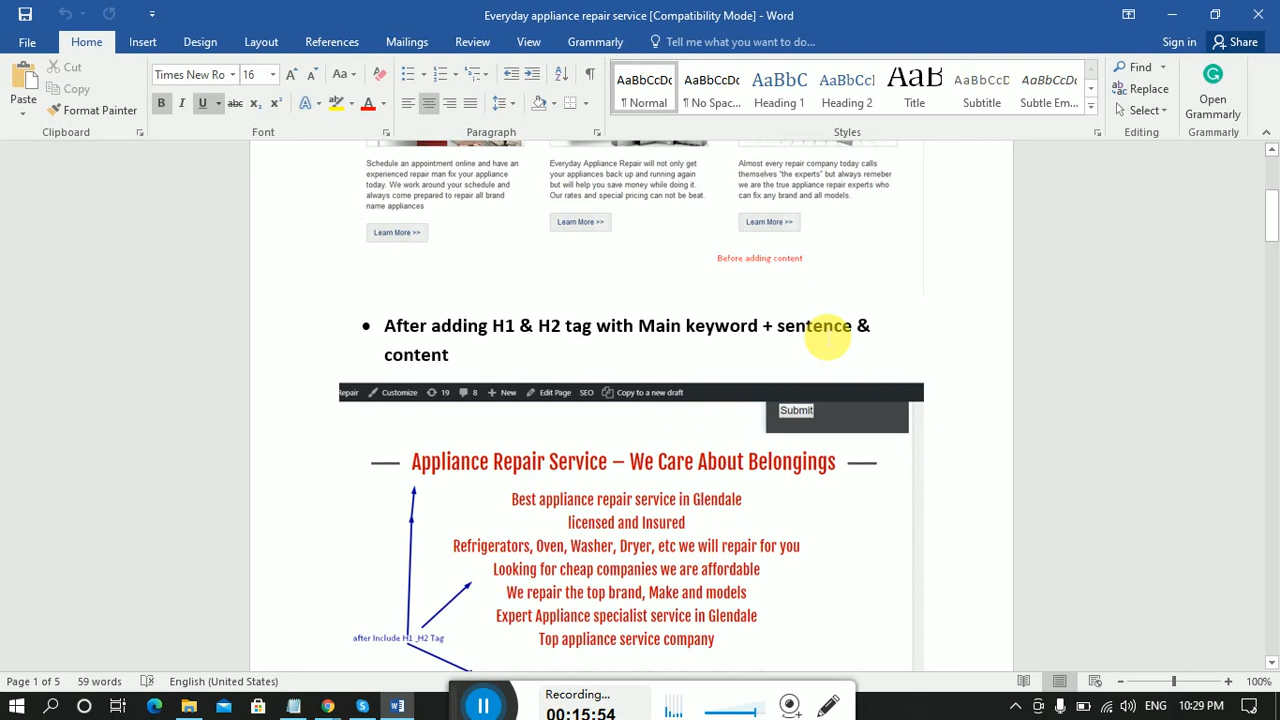 Everyday Appliance Repair [Compatibility Mode] - Word
File Home Insert Design Layout References Mailings Review View Grammarly Tell me what you want to do... Sign in Share
Paste
Cut
Copy
Format Painter
Clipboard
Times New Ro 16
Font
Paragraph
AaBbCcDc AaBbCcDc AaBbC AaBbCcC AaB AaBbCcD AaBbCcDc
¶ Normal ¶ No Spac... Heading Heading 2 Title Subtitle Subtle Em...
Styles
Find
Replace
Select
Editing
Open
Grammarly
Grammarly
Schedule an appointment online and have an
experienced repair man fix your appliance
today. We work around your schedule and
always come prepared to repair all brand
name appliances
Learn More >>
Everyday Appliance Repair will not only get
your appliances back up and running again
but will help you save money while doing it.
Our rates and special pricing can not be beat.
Learn More >>
Almost every repair company today calls
themselves “the experts” but always remeber
we are the true appliance repair experts who
can fix any brand and all models.
Learn More >>
Before adding content
• After adding H1 & H2 tag with Main keyword + sentence &
content
Repair Customize 19 8 New Edit Page SEO Copy to a new draft
Submit
Appliance Repair Service – We Care About Belongings
Best appliance repair service in Glendale
licensed and Insured
Refrigerators, Oven, Washer, Dryer, etc we will repair for you
Looking for cheap companies we are affordable
We repair the top brand, Make and models
Expert Appliance specialist service in Glendale
Top appliance service company
after Include H1 _H2 Tag
Page 1 of 5 59 words English (United States) 100%
Recording...
00:15:54
ENG 10:29 PM